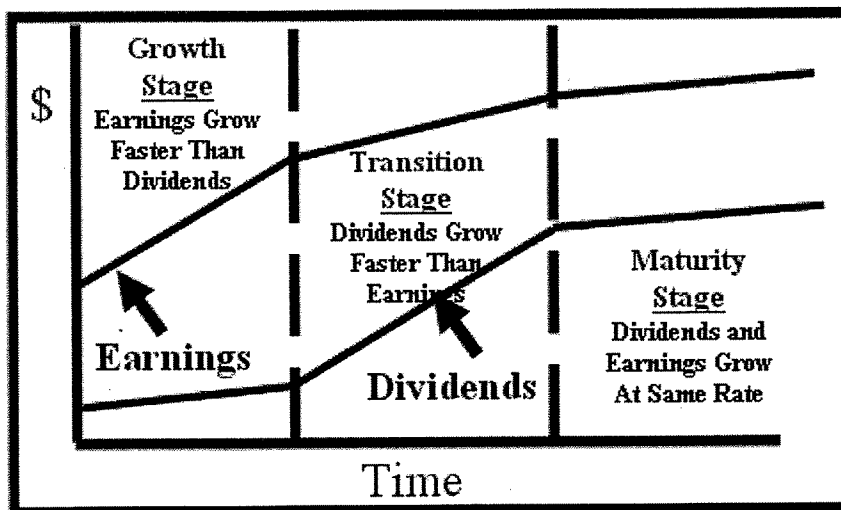 $
Growth
Stage
Earnings Grow
Faster Than
Dividends
Earnings
Transition
Stage
Dividends Grow
Faster Than
Earnings
Dividends
Maturity
Stage
Dividends and
Earnings Grow
At Same Rate
Time